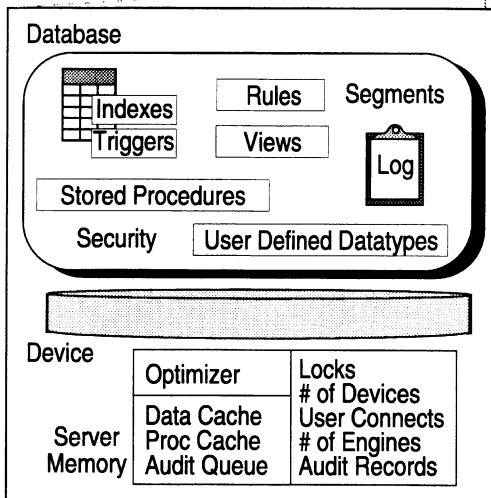 Database
Indexes
Triggers
Rules
Views
Segments
Log
Stored Procedures
Security
User Defined Datatypes
Device
Server
Memory
Optimizer
Data Cache
Proc Cache
Audit Queue
Locks
# of Devices
User Connects
# of Engines
Audit Records